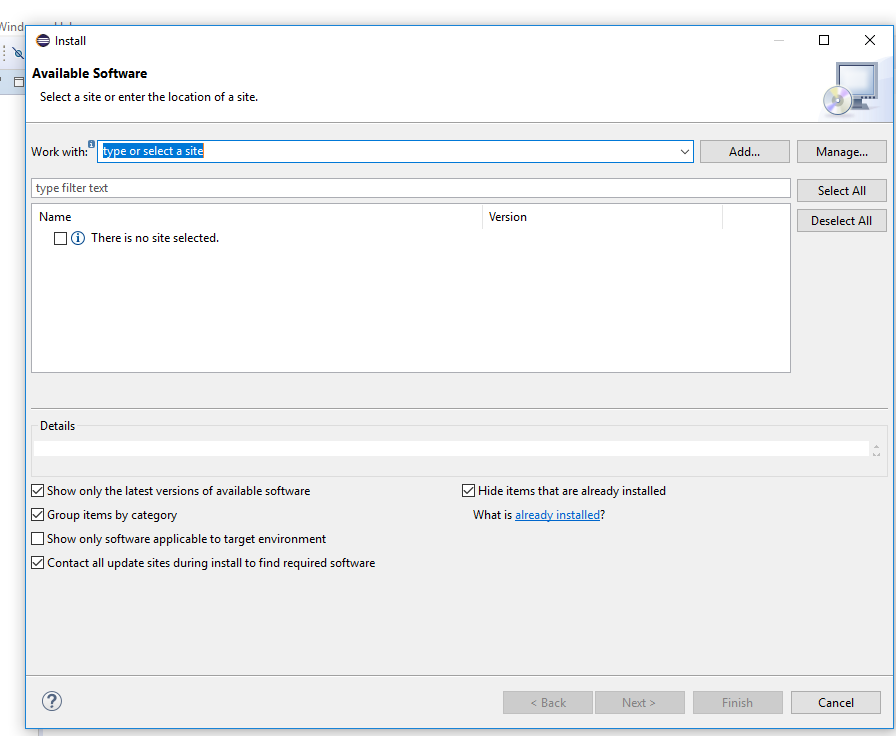 Install
Available Software
Select a site or enter the location of a site.
Work with: type or select a site Add... Manage...
type filter text Select All
Name Version Deselect All
There is no site selected.
Details
Show only the latest versions of available software Hide items that are already installed
Group items by category What is already installed?
Show only software applicable to target environment
Contact all update sites during install to find required software
? < Back Next > Finish Cancel